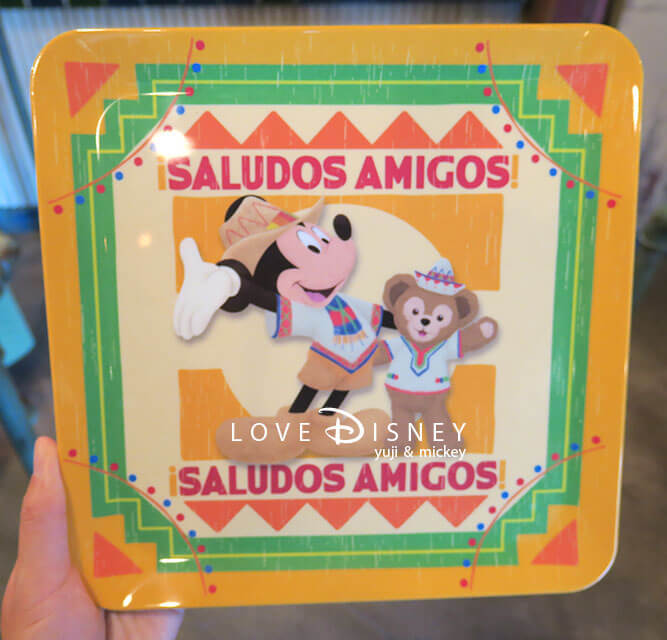 ¡SALUDOS AMIGOS!
LOVE DISNEY
yuji & mickey
¡SALUDOS AMIGOS!